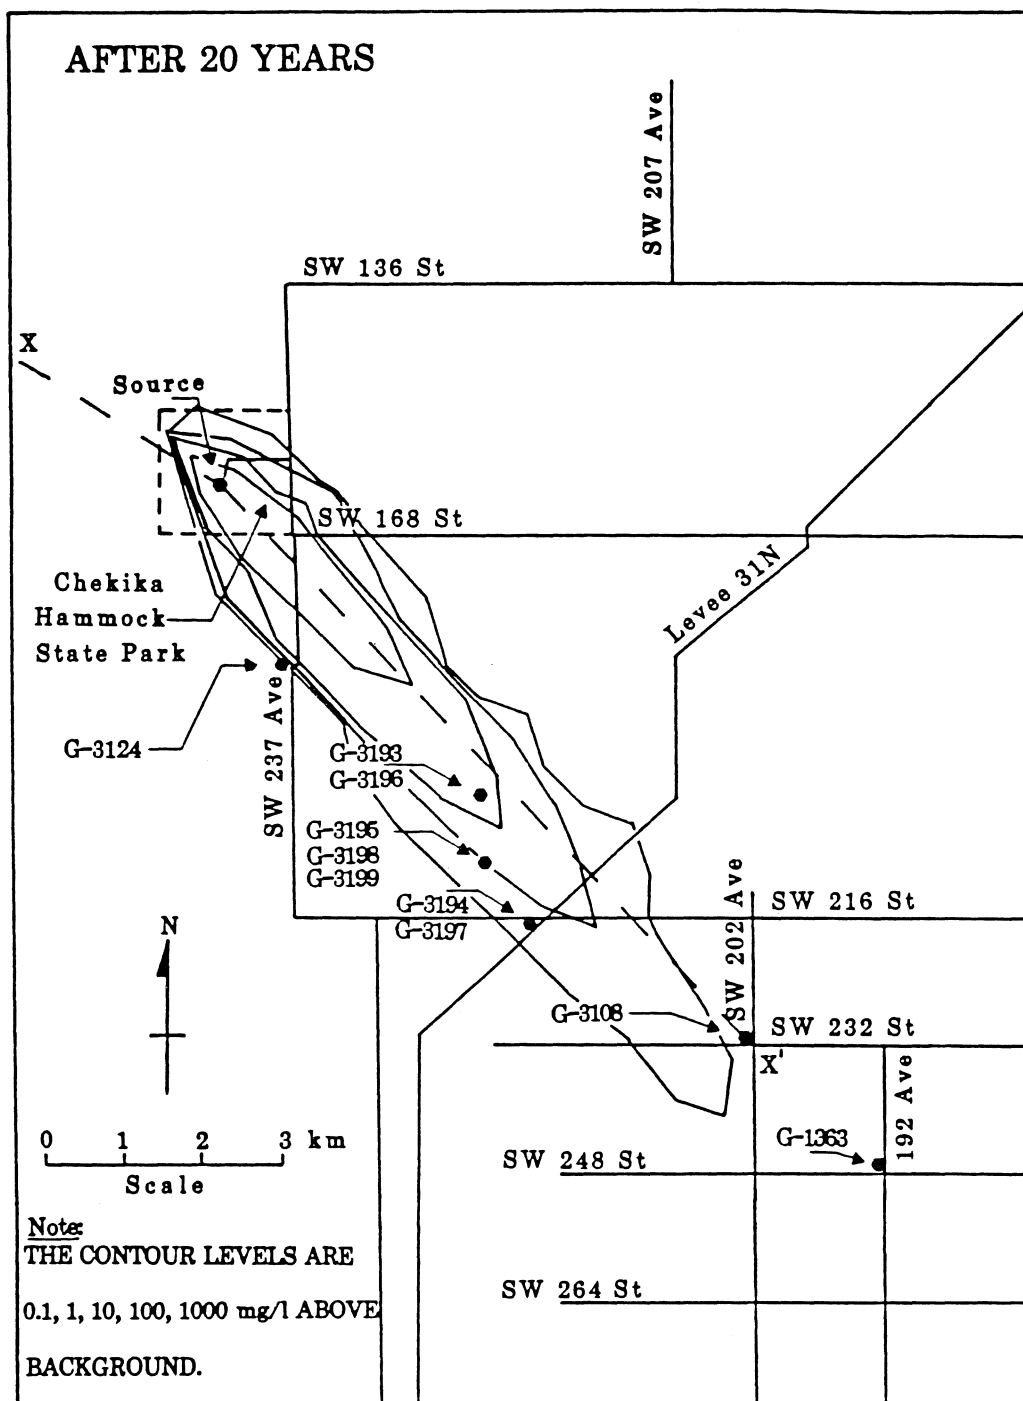 AFTER 20 YEARS
SW 207 Ave
SW 136 St
X
Source
SW 168 St
Levee 31N
Chekika
Hammock
State Park
SW 237 Ave
G-3124
G-3193
G-3196
G-3195
G-3198
G-3199
G-3194
G-3197
SW 202 Ave
SW 216 St
N
G-3108
SW 232 St
X'
192 Ave
G-1363
0 1 2 3 km
Scale
SW 248 St
SW 264 St
Note:
THE CONTOUR LEVELS ARE
0.1, 1, 10, 100, 1000 mg/l ABOVE
BACKGROUND.